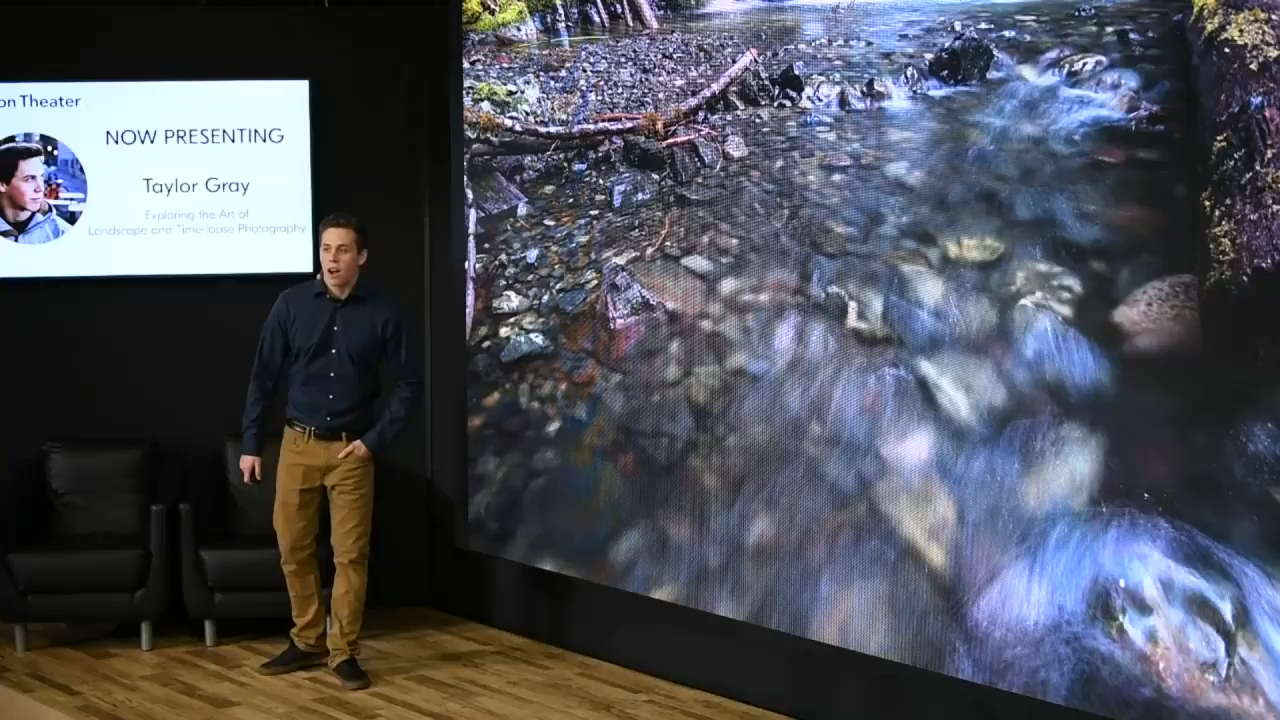 on Theater
NOW PRESENTING
Taylor Gray
Exploring the Art of
Landscape and Time-lapse Photography